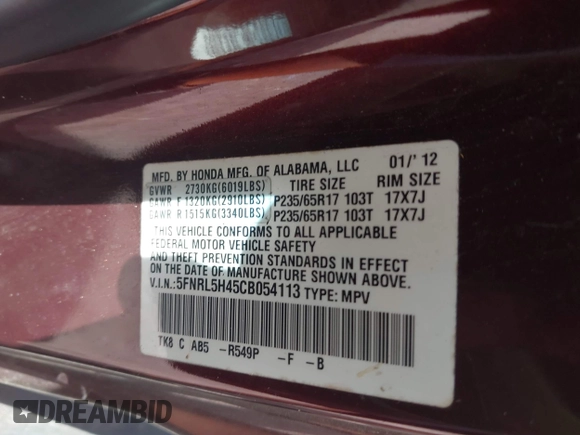 MFD. BY HONDA MFG. OF ALABAMA, LLC 01/'12
GVWR 2730KG(6019LBS) TIRE SIZE RIM SIZE
GAWR F 1320KG(2910LBS) P235/65R17 103T 17X7J
GAWR R 1515KG(3340LBS) P235/65R17 103T 17X7J
THIS VEHICLE CONFORMS TO ALL APPLICABLE
FEDERAL MOTOR VEHICLE SAFETY
AND THEFT PREVENTION STANDARDS IN EFFECT
ON THE DATE OF MANUFACTURE SHOWN ABOVE.
V.I.N.:5FNRL5H45CB054113 TYPE: MPV
TK8 C AB5 -R549P -F -B
DREAMBID